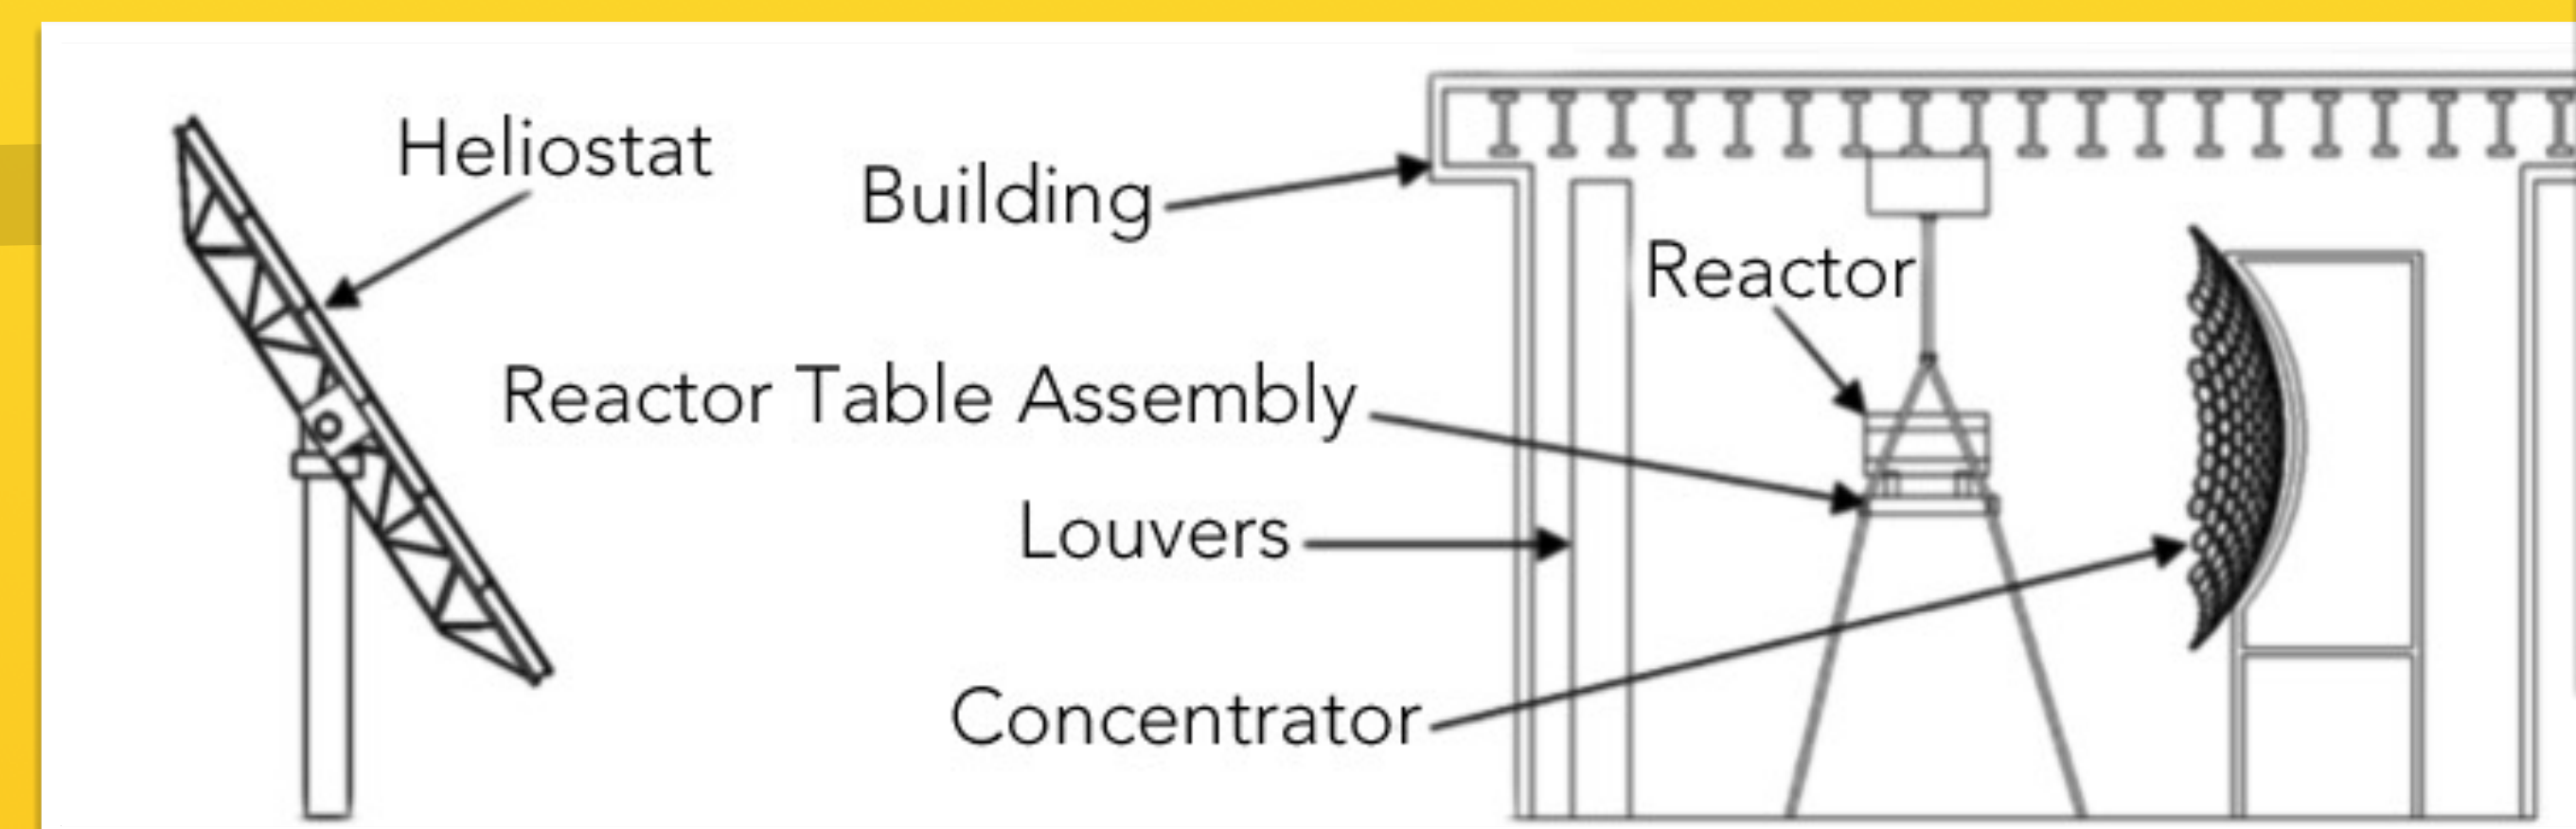 Heliostat
Building
Reactor
Reactor Table Assembly
Louvers
Concentrator